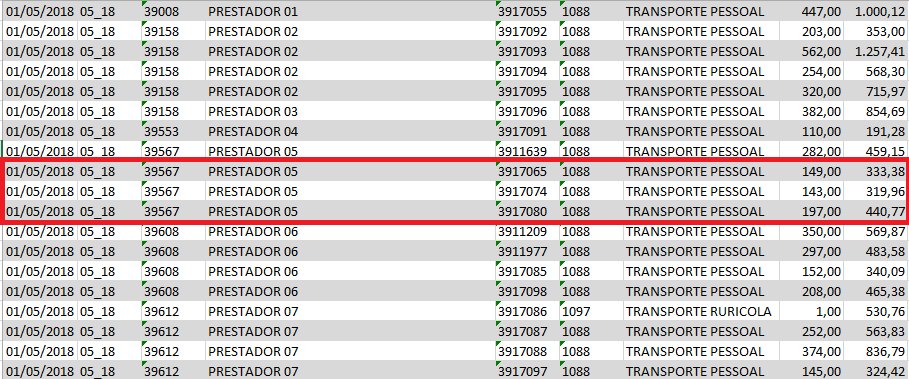 01/05/2018 05_18 39008 PRESTADOR 01 3917055 1088 TRANSPORTE PESSOAL 447,00 1.000,12
01/05/2018 05_18 39158 PRESTADOR 02 3917092 1088 TRANSPORTE PESSOAL 203,00 353,00
01/05/2018 05_18 39158 PRESTADOR 02 3917093 1088 TRANSPORTE PESSOAL 562,00 1.257,41
01/05/2018 05_18 39158 PRESTADOR 02 3917094 1088 TRANSPORTE PESSOAL 254,00 568,30
01/05/2018 05_18 39158 PRESTADOR 02 3917095 1088 TRANSPORTE PESSOAL 320,00 715,97
01/05/2018 05_18 39158 PRESTADOR 03 3917096 1088 TRANSPORTE PESSOAL 382,00 854,69
01/05/2018 05_18 39553 PRESTADOR 04 3917091 1088 TRANSPORTE PESSOAL 110,00 191,28
01/05/2018 05_18 39567 PRESTADOR 05 3911639 1088 TRANSPORTE PESSOAL 282,00 459,15
01/05/2018 05_18 39567 PRESTADOR 05 3917065 1088 TRANSPORTE PESSOAL 149,00 333,38
01/05/2018 05_18 39567 PRESTADOR 05 3917074 1088 TRANSPORTE PESSOAL 143,00 319,96
01/05/2018 05_18 39567 PRESTADOR 05 3917080 1088 TRANSPORTE PESSOAL 197,00 440,77
01/05/2018 05_18 39608 PRESTADOR 06 3911209 1088 TRANSPORTE PESSOAL 350,00 569,87
01/05/2018 05_18 39608 PRESTADOR 06 3911977 1088 TRANSPORTE PESSOAL 297,00 483,58
01/05/2018 05_18 39608 PRESTADOR 06 3917085 1088 TRANSPORTE PESSOAL 152,00 340,09
01/05/2018 05_18 39608 PRESTADOR 06 3917098 1088 TRANSPORTE PESSOAL 208,00 465,38
01/05/2018 05_18 39612 PRESTADOR 07 3917086 1097 TRANSPORTE RURICOLA 1,00 530,76
01/05/2018 05_18 39612 PRESTADOR 07 3917087 1088 TRANSPORTE PESSOAL 252,00 563,83
01/05/2018 05_18 39612 PRESTADOR 07 3917088 1088 TRANSPORTE PESSOAL 374,00 836,79
01/05/2018 05_18 39612 PRESTADOR 07 3917097 1088 TRANSPORTE PESSOAL 145,00 324,42